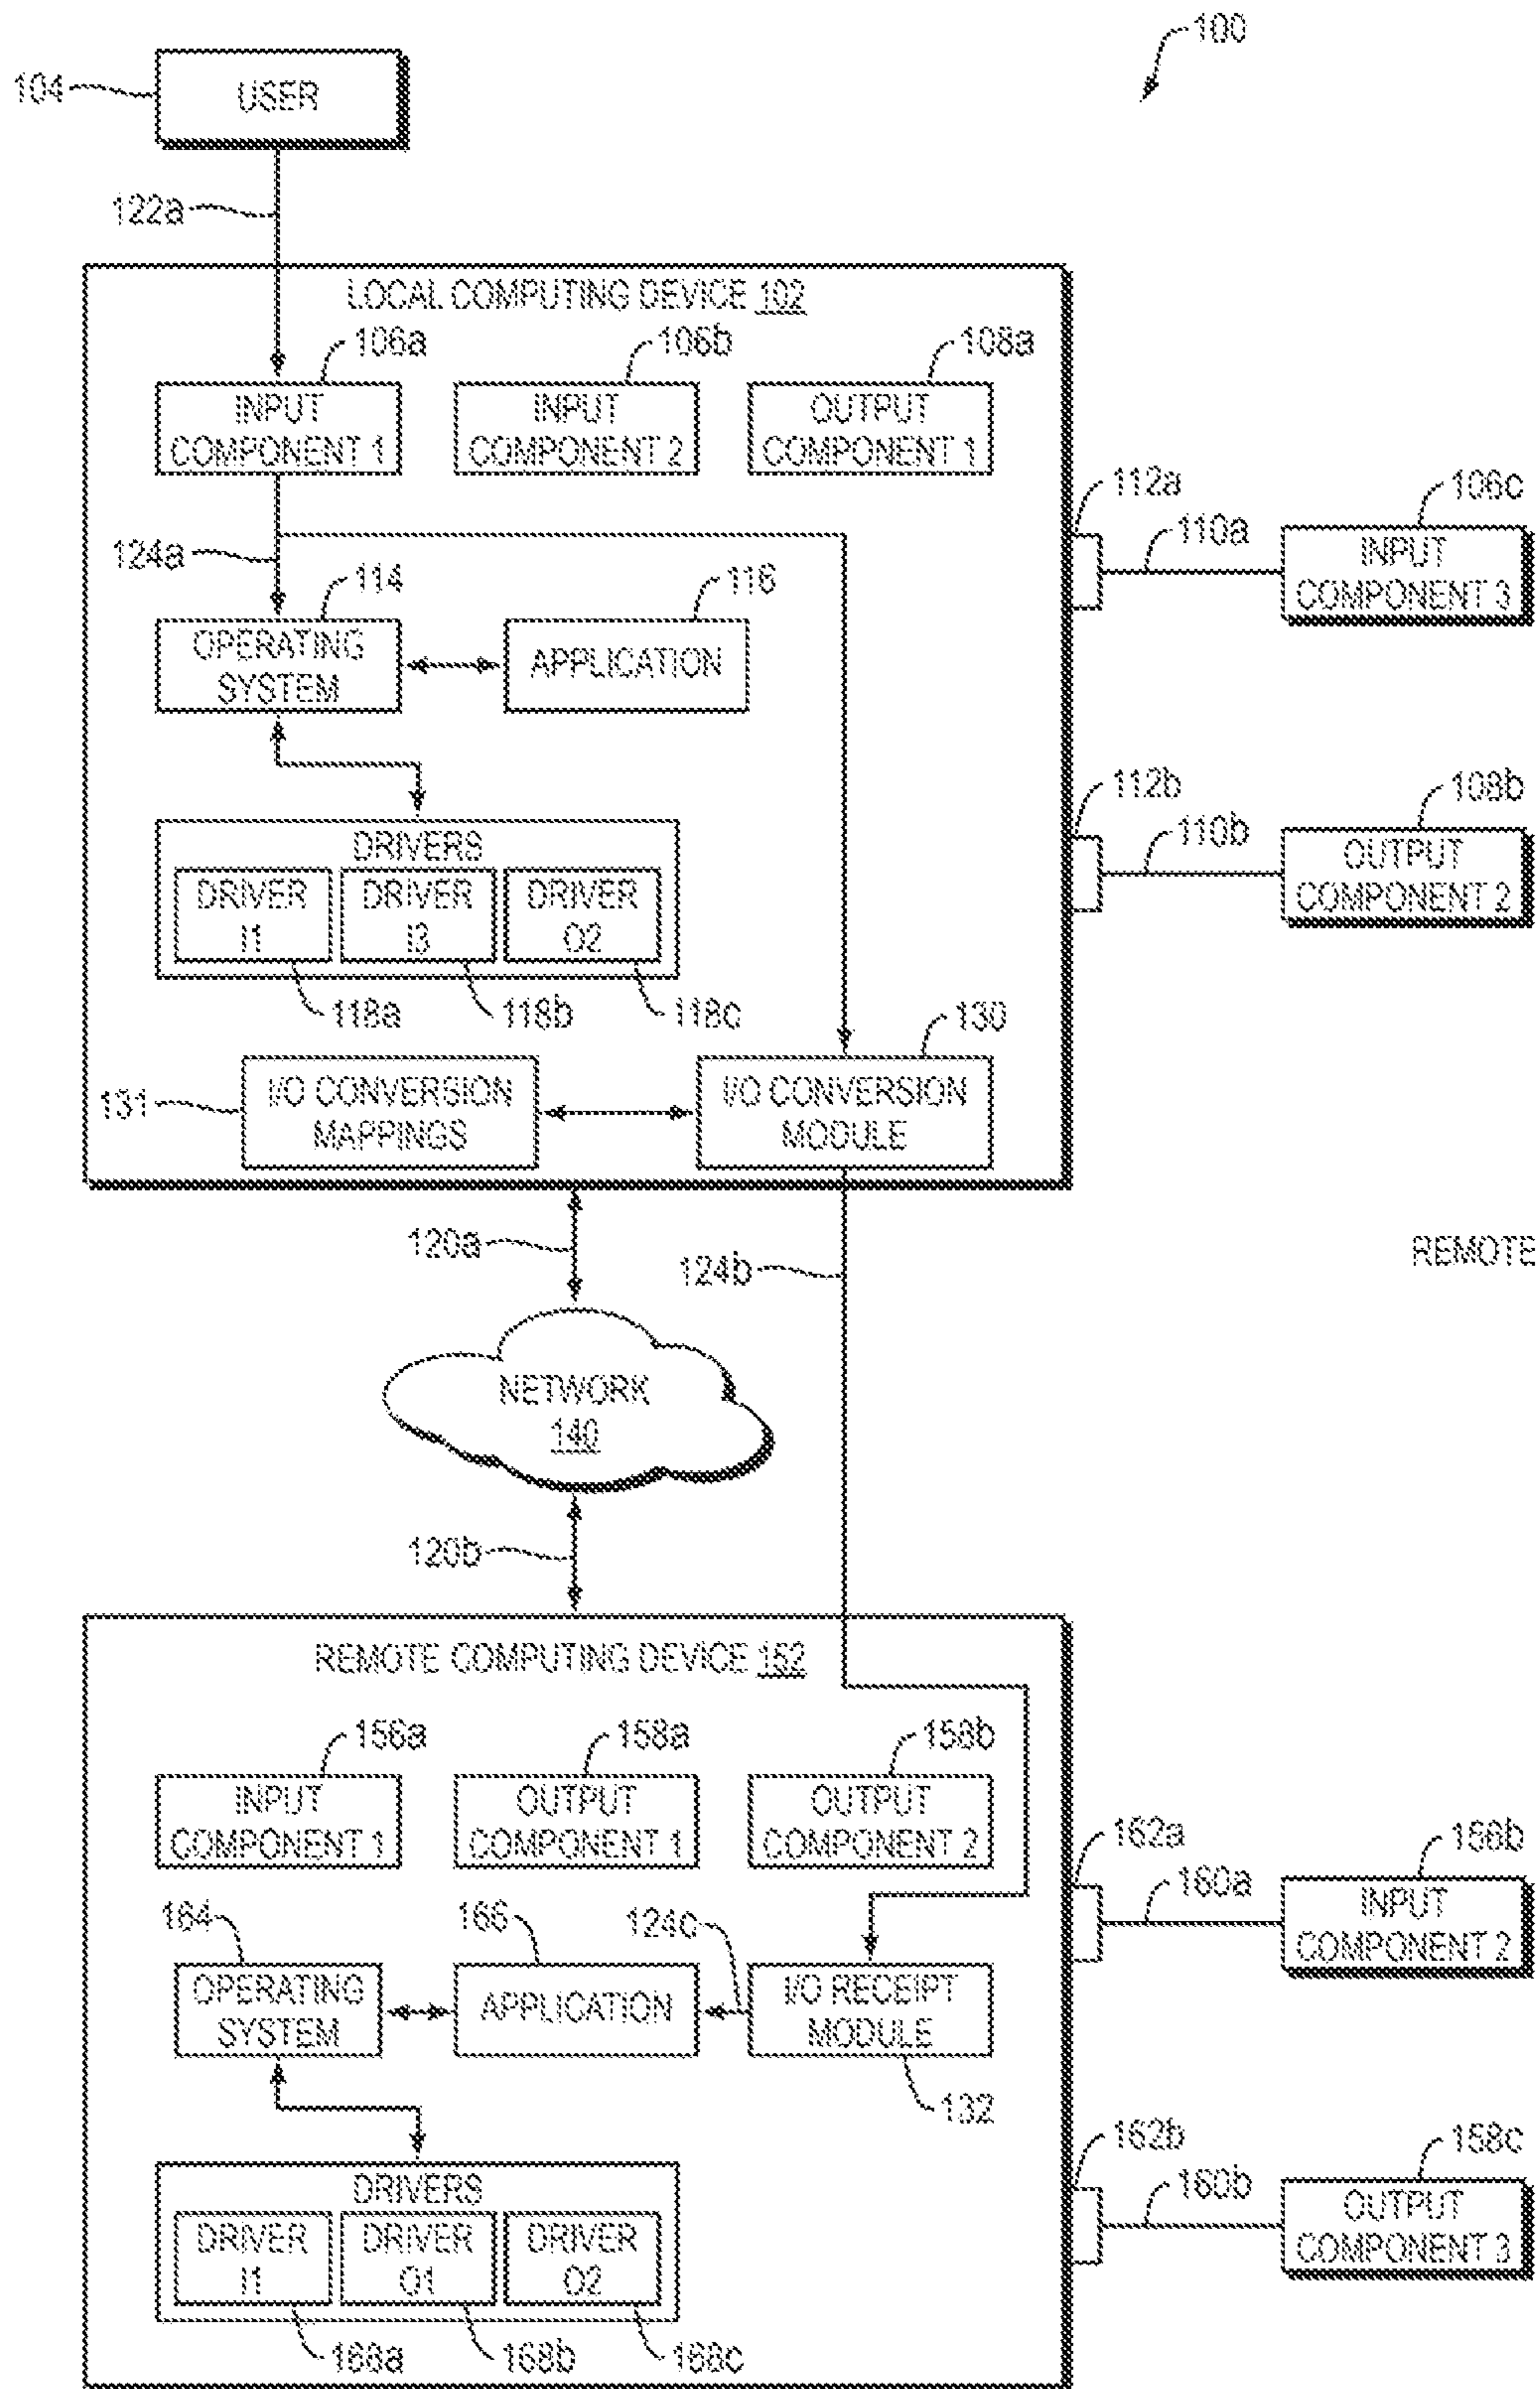 100
104
USER
122a
LOCAL COMPUTING DEVICE 102
106a
106b
108a
INPUT
COMPONENT 1
INPUT
COMPONENT 2
OUTPUT
COMPONENT 1
112a
106c
110a
INPUT
COMPONENT 3
124a
114
116
OPERATING
SYSTEM
APPLICATION
112b
108b
110b
OUTPUT
COMPONENT 2
DRIVERS
DRIVER
I1
DRIVER
I3
DRIVER
O2
118a
118b
118c
130
131
I/O CONVERSION
MAPPINGS
I/O CONVERSION
MODULE
120a
124b
REMOTE
NETWORK
140
120b
REMOTE COMPUTING DEVICE 152
156a
158a
158b
INPUT
COMPONENT 1
OUTPUT
COMPONENT 1
OUTPUT
COMPONENT 2
162a
156b
160a
INPUT
COMPONENT 2
164
166
124c
OPERATING
SYSTEM
APPLICATION
I/O RECEIPT
MODULE
132
162b
158c
160b
OUTPUT
COMPONENT 3
DRIVERS
DRIVER
I1
DRIVER
O1
DRIVER
O2
168a
168b
168c